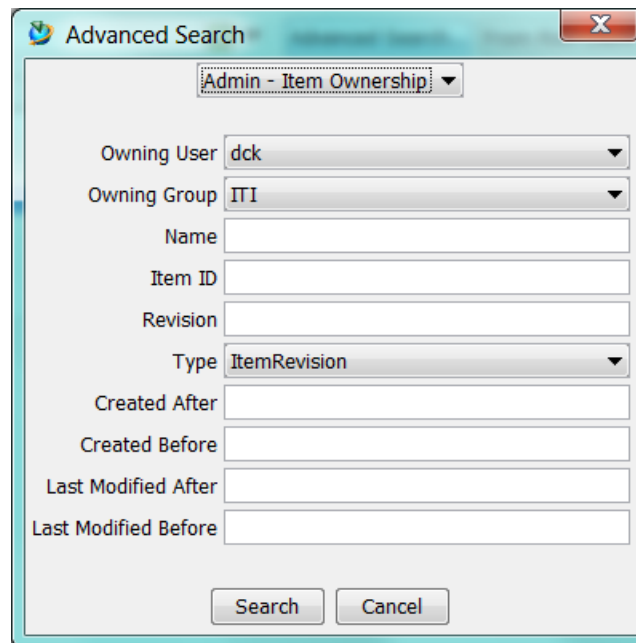 Advanced Search
Admin - Item Ownership
Owning User dck
Owning Group ITI
Name
Item ID
Revision
Type ItemRevision
Created After
Created Before
Last Modified After
Last Modified Before
Search Cancel